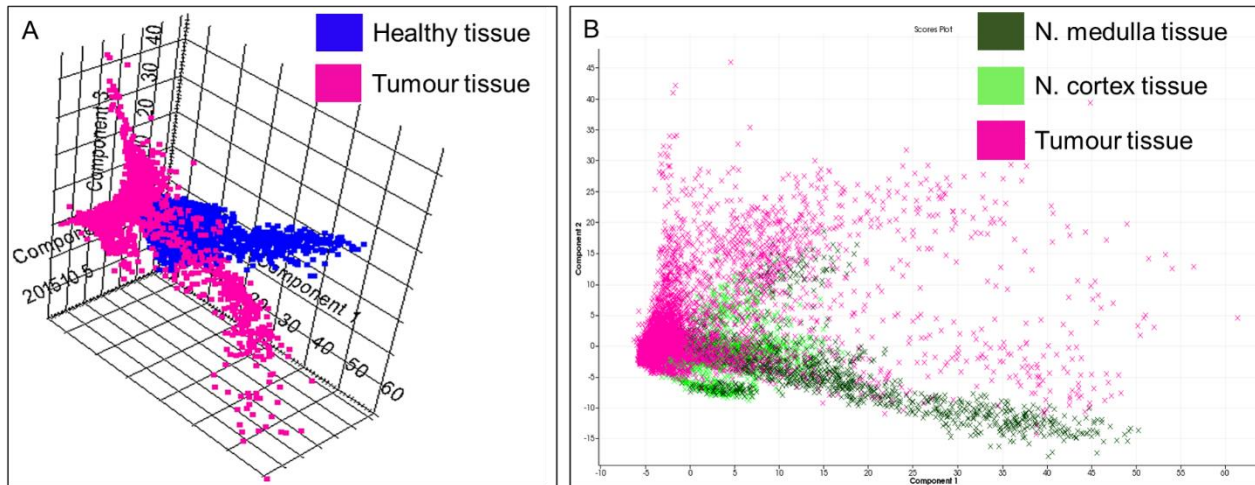 A
Healthy tissue
Tumour tissue
40
30
20
10
Component 3
Component 1
20 30 40 50 60
B
Scores Plot
N. medulla tissue
N. cortex tissue
Tumour tissue
Component 2
45
40
35
30
25
20
15
10
5
0
-5
-10
-15
-10 -5 0 5 10 15 20 25 30 35 40 45 50 55 60
Component 1